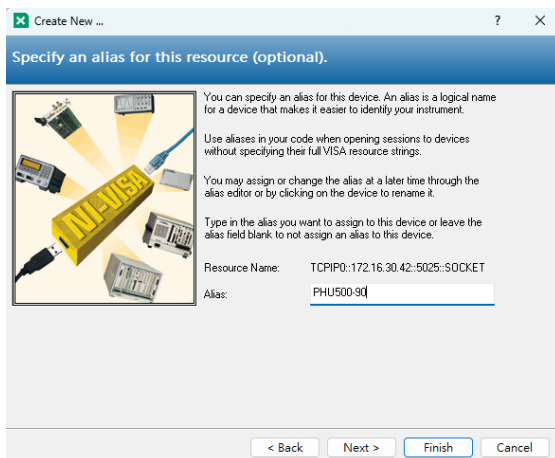 Create New ...
?
Specify an alias for this resource (optional).
NI-VISA
You can specify an alias for this device. An alias is a logical name
for a device that makes it easier to identify your instrument.
Use aliases in your code when opening sessions to devices
without specifying their full VISA resource strings.
You may assign or change the alias at a later time through the
alias editor or by clicking on the device to rename it.
Type in the alias you want to assign to this device or leave the
alias field blank to not assign an alias to this device.
Resource Name: TCPIP0::172.16.30.42::5025::SOCKET
Alias: PHU500-90
< Back Next > Finish Cancel